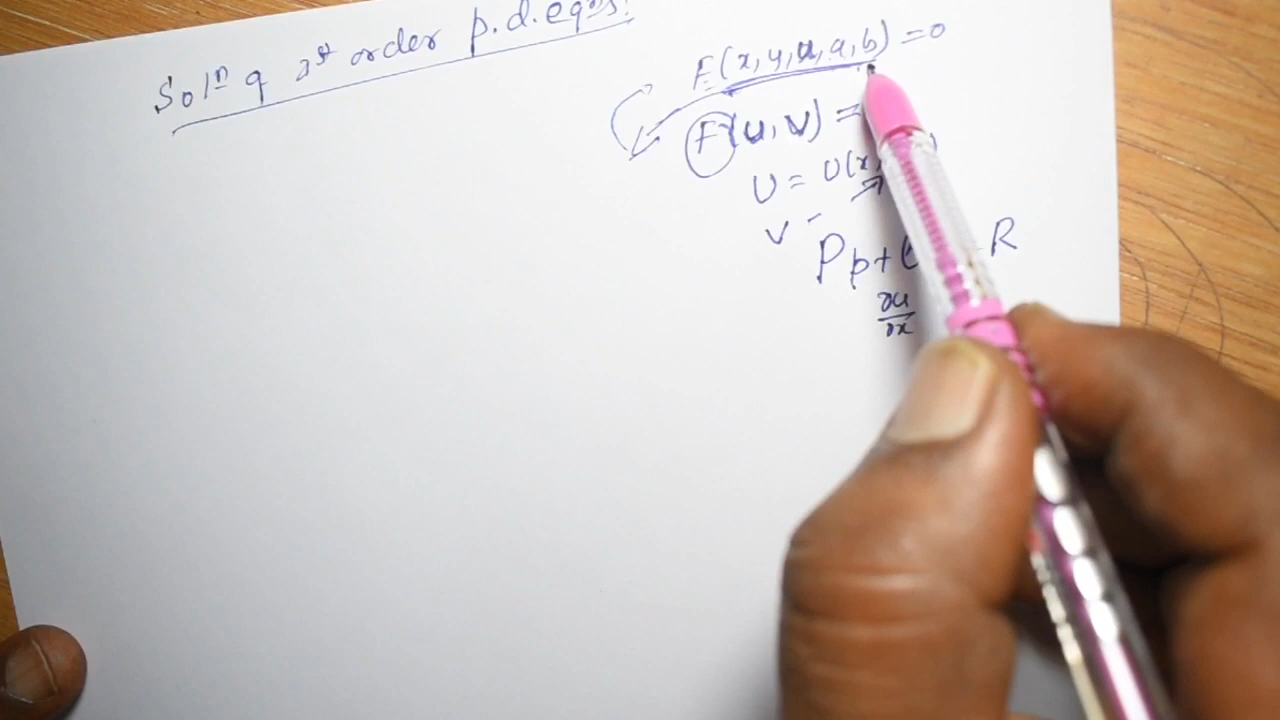 Solⁿ of 1st order p.d.eqns:
F(x, y, u, a, b) = 0
F(u, v) =
U = U(x,
V =
Pp + Q = R
∂u
∂x